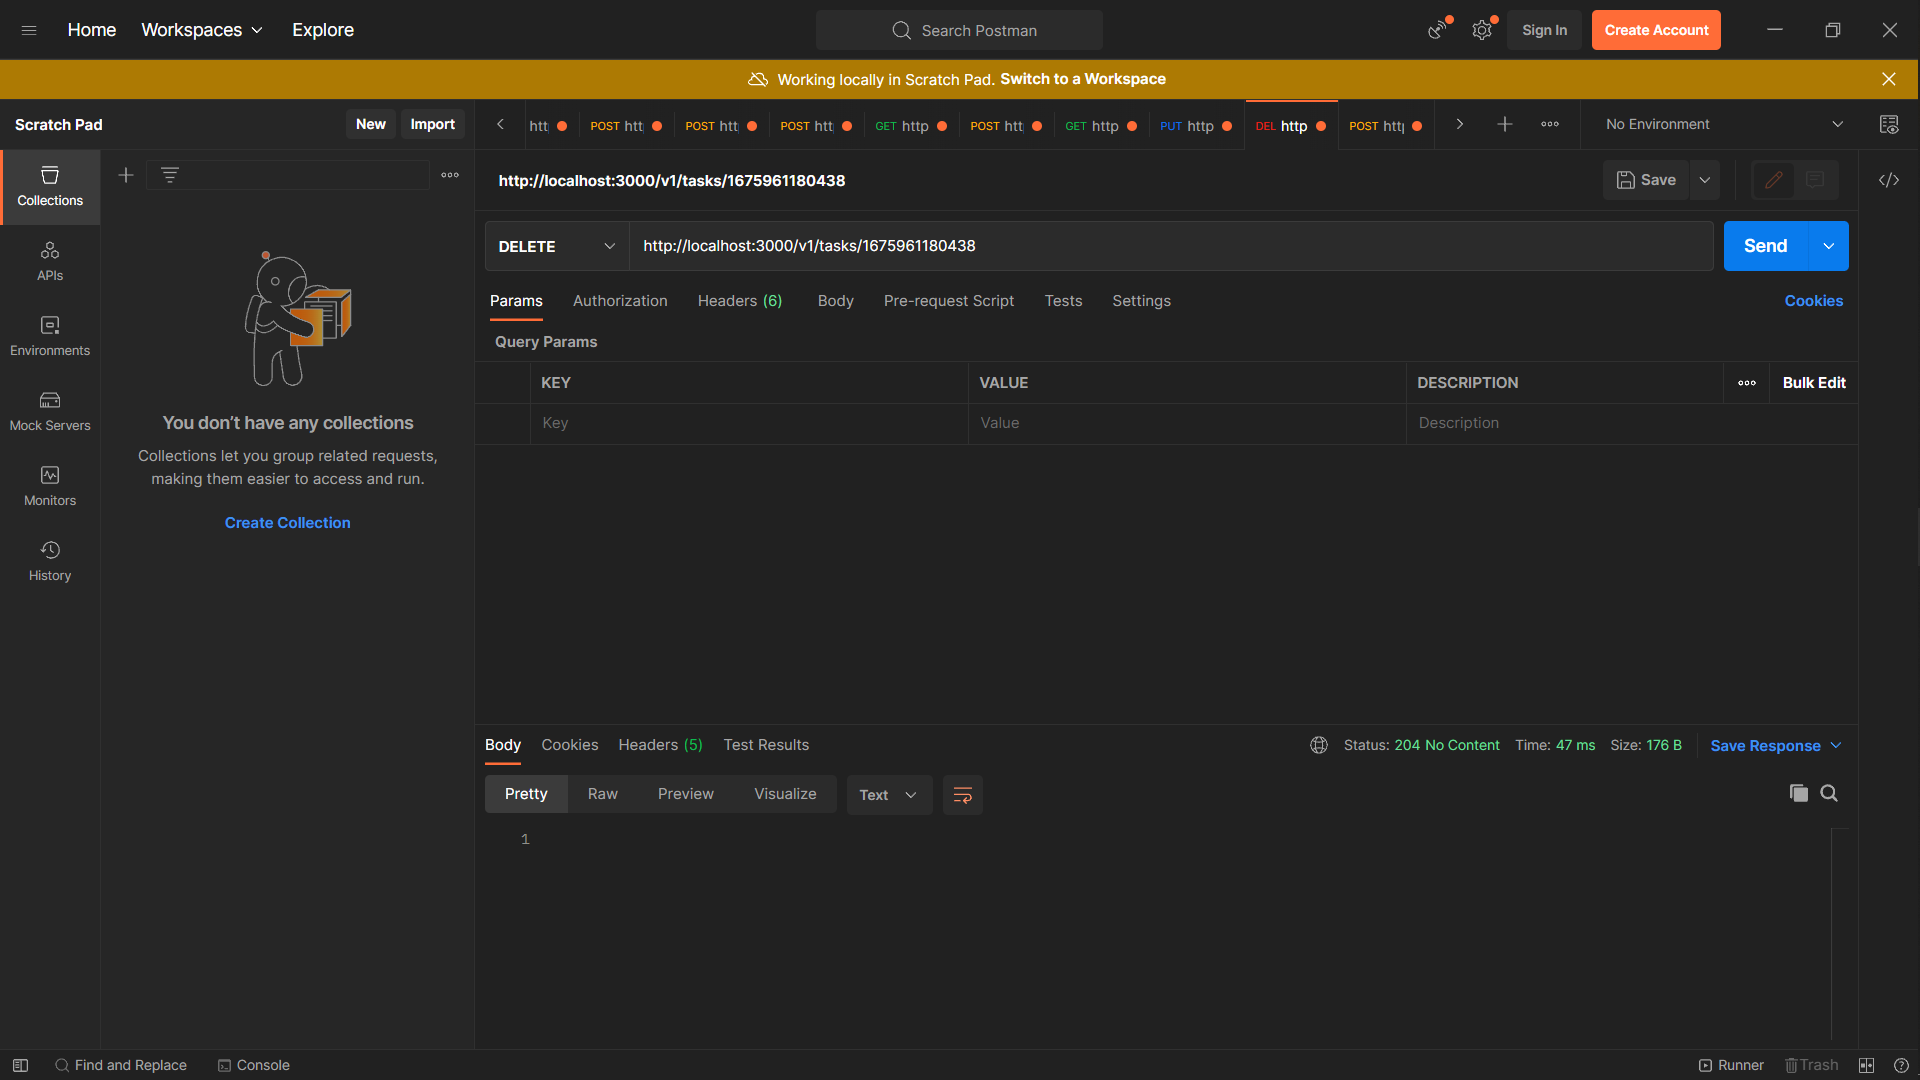 Home Workspaces Explore Search Postman Sign In Create Account
Working locally in Scratch Pad. Switch to a Workspace
Scratch Pad New Import
htt POST htt POST htt POST htt GET http POST htt GET http PUT http DEL http POST http No Environment
Collections
http://localhost:3000/v1/tasks/1675961180438 Save
APIs
DELETE http://localhost:3000/v1/tasks/1675961180438 Send
Params Authorization Headers (6) Body Pre-request Script Tests Settings Cookies
Environments
Query Params
KEY VALUE DESCRIPTION Bulk Edit
Key Value Description
Mock Servers
You don’t have any collections
Collections let you group related requests,
making them easier to access and run.
Create Collection
Monitors
History
Body Cookies Headers (5) Test Results Status: 204 No Content Time: 47 ms Size: 176 B Save Response
Pretty Raw Preview Visualize Text
1
Find and Replace Console Runner Trash